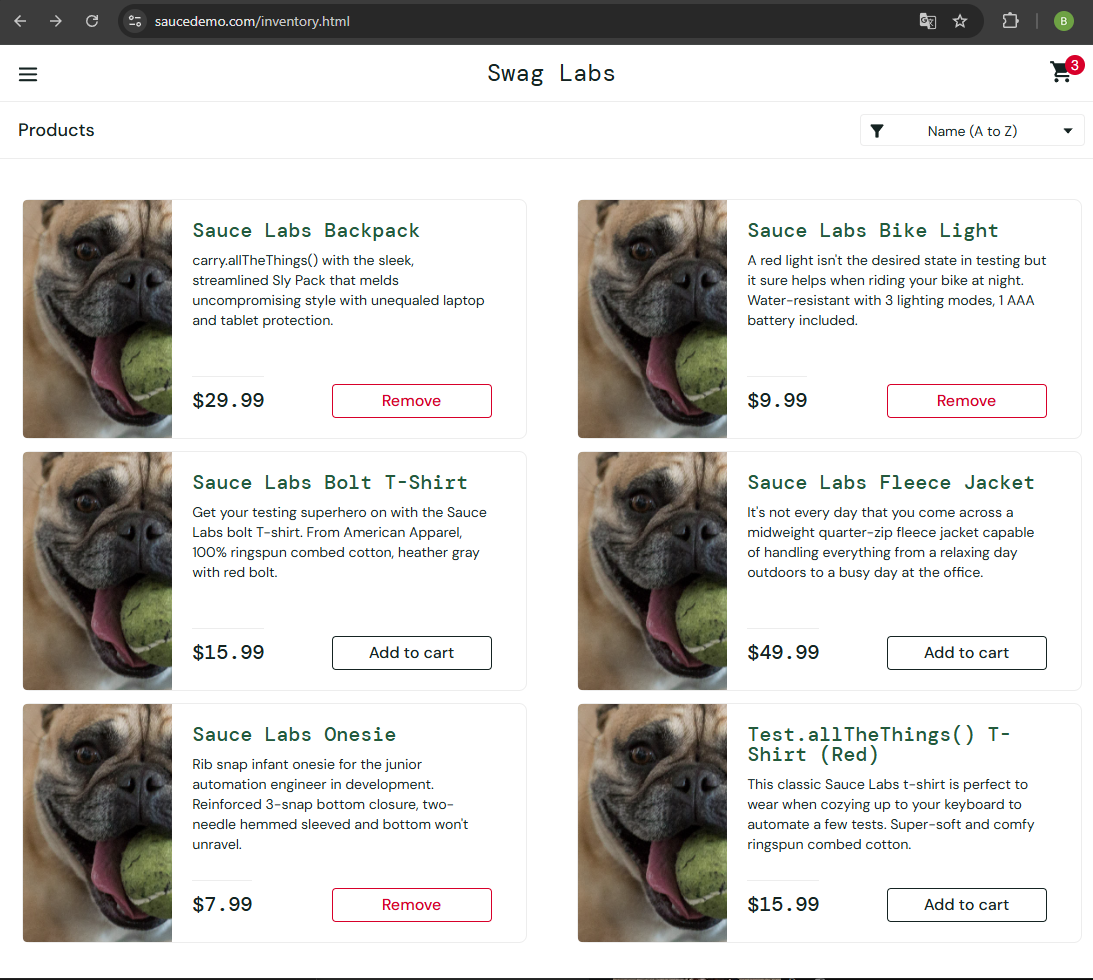 saucedemo.com/inventory.html
B
Swag Labs
3
Products
Name (A to Z)
Sauce Labs Backpack
carry.allTheThings() with the sleek,
streamlined Sly Pack that melds
uncompromising style with unequaled laptop
and tablet protection.
$29.99
Remove
Sauce Labs Bike Light
A red light isn't the desired state in testing but
it sure helps when riding your bike at night.
Water-resistant with 3 lighting modes, 1 AAA
battery included.
$9.99
Remove
Sauce Labs Bolt T-Shirt
Get your testing superhero on with the Sauce
Labs bolt T-shirt. From American Apparel,
100% ringspun combed cotton, heather gray
with red bolt.
$15.99
Add to cart
Sauce Labs Fleece Jacket
It's not every day that you come across a
midweight quarter-zip fleece jacket capable
of handling everything from a relaxing day
outdoors to a busy day at the office.
$49.99
Add to cart
Sauce Labs Onesie
Rib snap infant onesie for the junior
automation engineer in development.
Reinforced 3-snap bottom closure, two-
needle hemmed sleeved and bottom won't
unravel.
$7.99
Remove
Test.allTheThings() T-
Shirt (Red)
This classic Sauce Labs t-shirt is perfect to
wear when cozying up to your keyboard to
automate a few tests. Super-soft and comfy
ringspun combed cotton.
$15.99
Add to cart